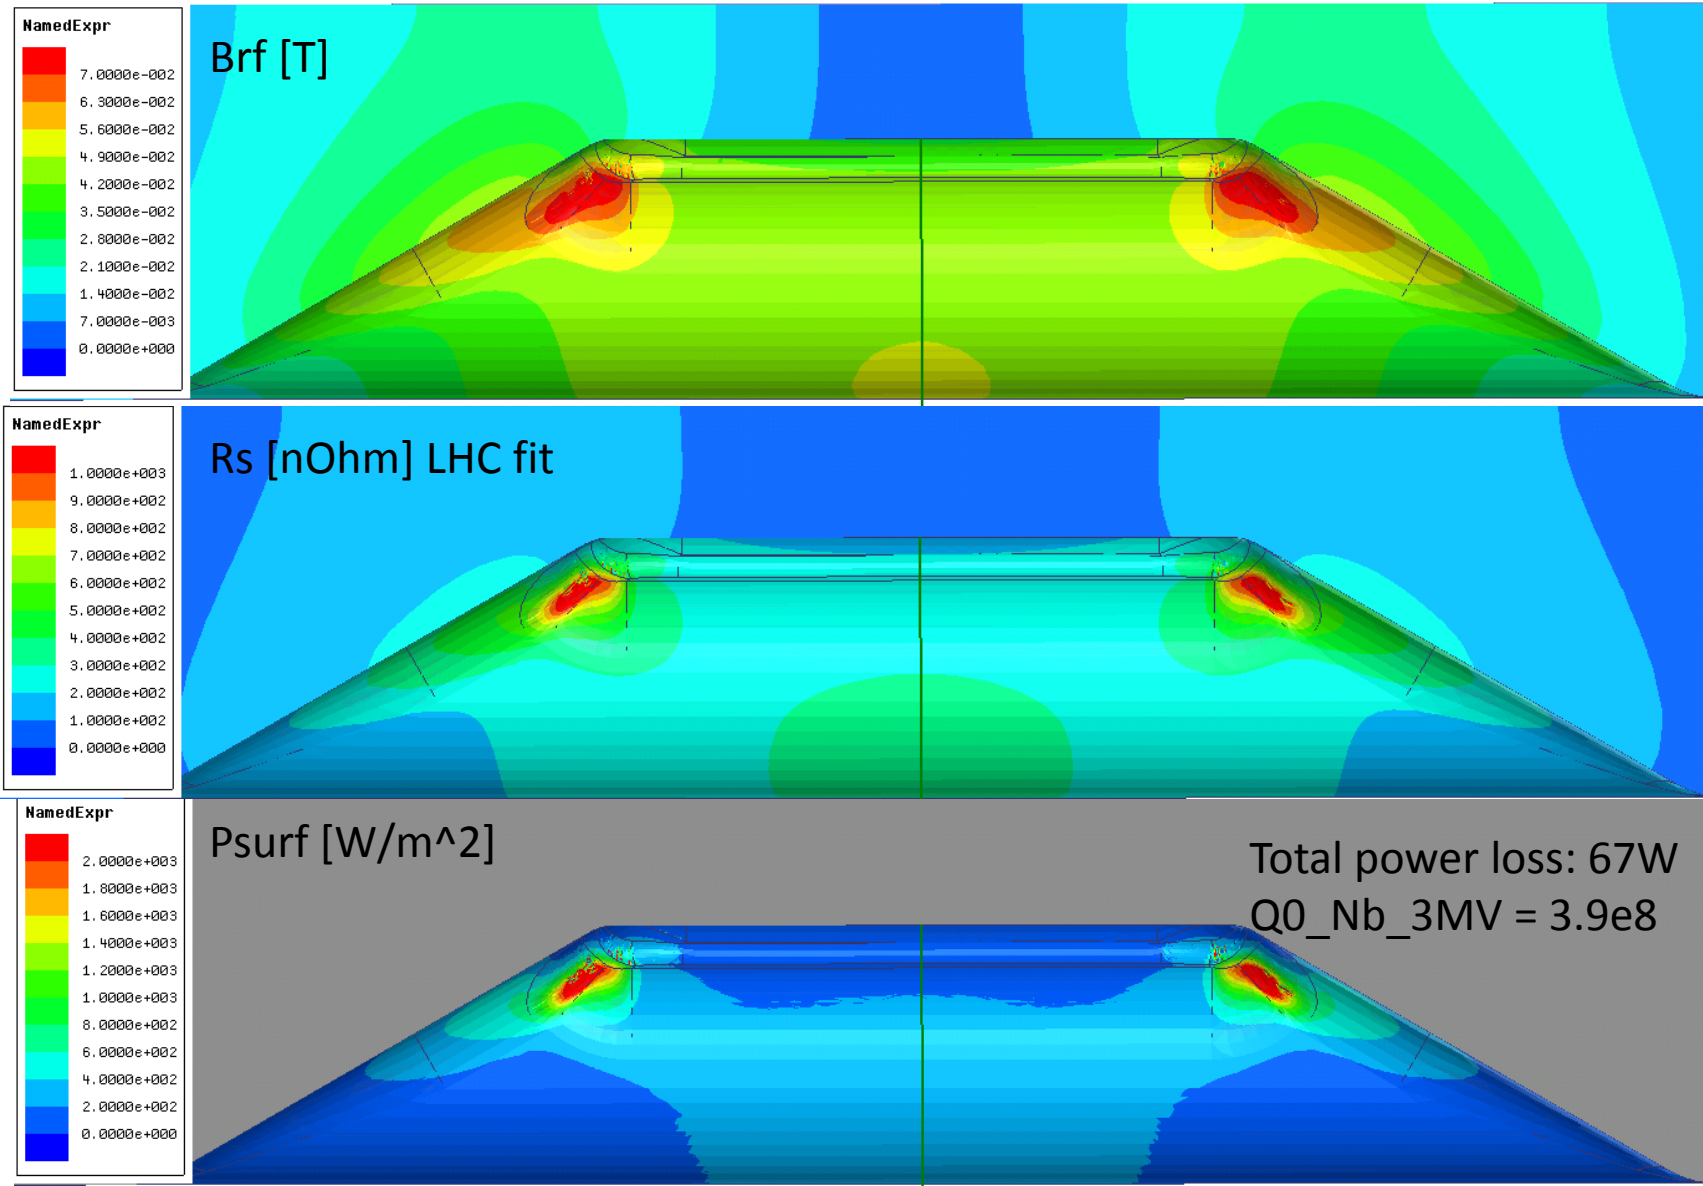 NamedExpr
7.0000e-002
6.3000e-002
5.6000e-002
4.9000e-002
4.2000e-002
3.5000e-002
2.8000e-002
2.1000e-002
1.4000e-002
7.0000e-003
0.0000e+000
Brf [T]
NamedExpr
1.0000e+003
9.0000e+002
8.0000e+002
7.0000e+002
6.0000e+002
5.0000e+002
4.0000e+002
3.0000e+002
2.0000e+002
1.0000e+002
0.0000e+000
Rs [nOhm] LHC fit
NamedExpr
2.0000e+003
1.8000e+003
1.6000e+003
1.4000e+003
1.2000e+003
1.0000e+003
8.0000e+002
6.0000e+002
4.0000e+002
2.0000e+002
0.0000e+000
Psurf [W/m^2]
Total power loss: 67W
Q0_Nb_3MV = 3.9e8